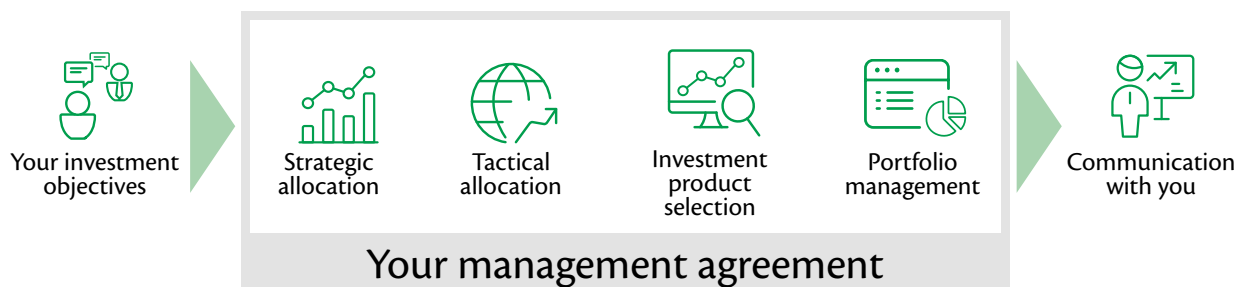 Your investment
objectives
Strategic
allocation
Tactical
allocation
Investment
product
selection
Portfolio
management
Communication
with you
Your management agreement